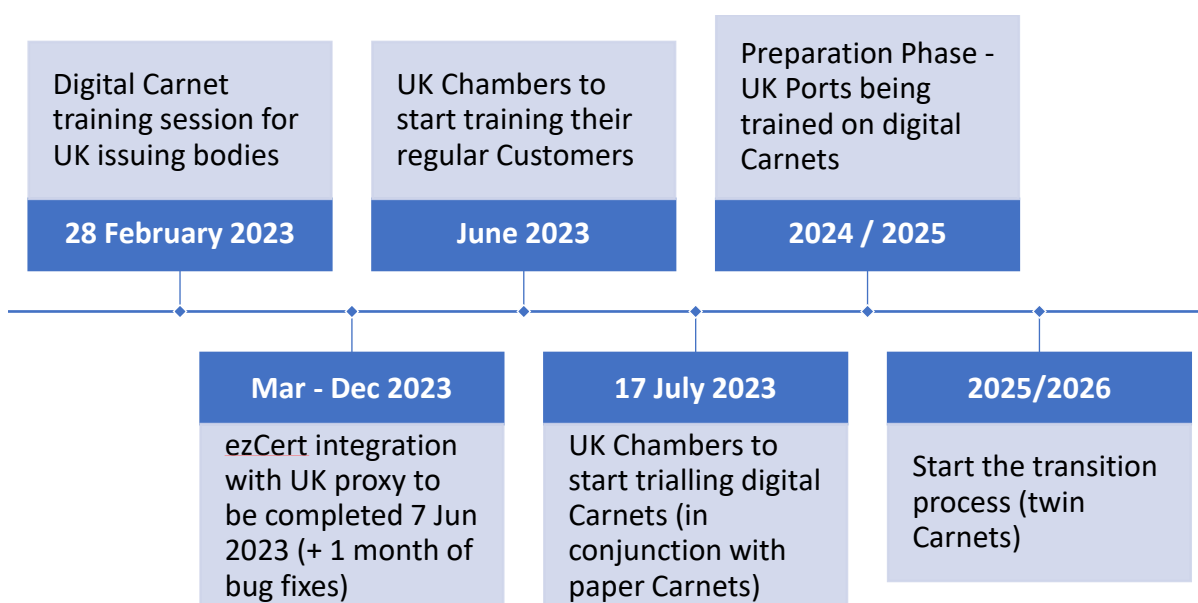 Digital Carnet
training session for
UK issuing bodies
28 February 2023
UK Chambers to
start training their
regular Customers
June 2023
Preparation Phase -
UK Ports being
trained on digital
Carnets
2024 / 2025
Mar - Dec 2023
ezCert integration
with UK proxy to
be completed 7 Jun
2023 (+ 1 month of
bug fixes)
17 July 2023
UK Chambers to
start trialling digital
Carnets (in
conjunction with
paper Carnets)
2025/2026
Start the transition
process (twin
Carnets)